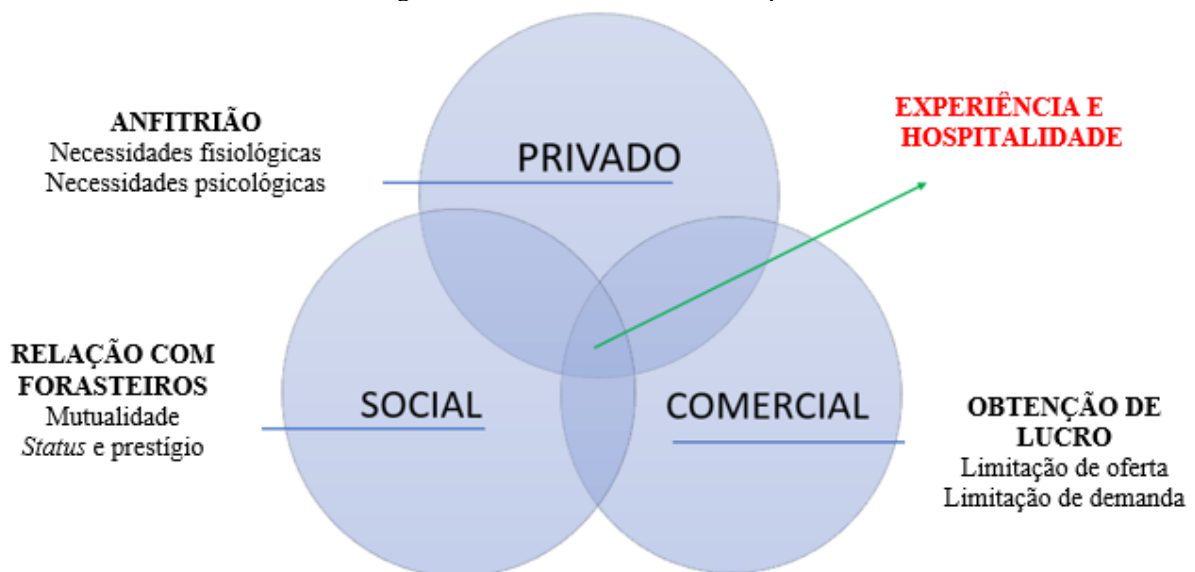 ANFITRIÃO
Necessidades fisiológicas
Necessidades psicológicas
PRIVADO
EXPERIÊNCIA E
HOSPITALIDADE
RELAÇÃO COM
FORASTEIROS
Mutualidade
Status e prestígio
SOCIAL
COMERCIAL
OBTENÇÃO DE
LUCRO
Limitação de oferta
Limitação de demanda